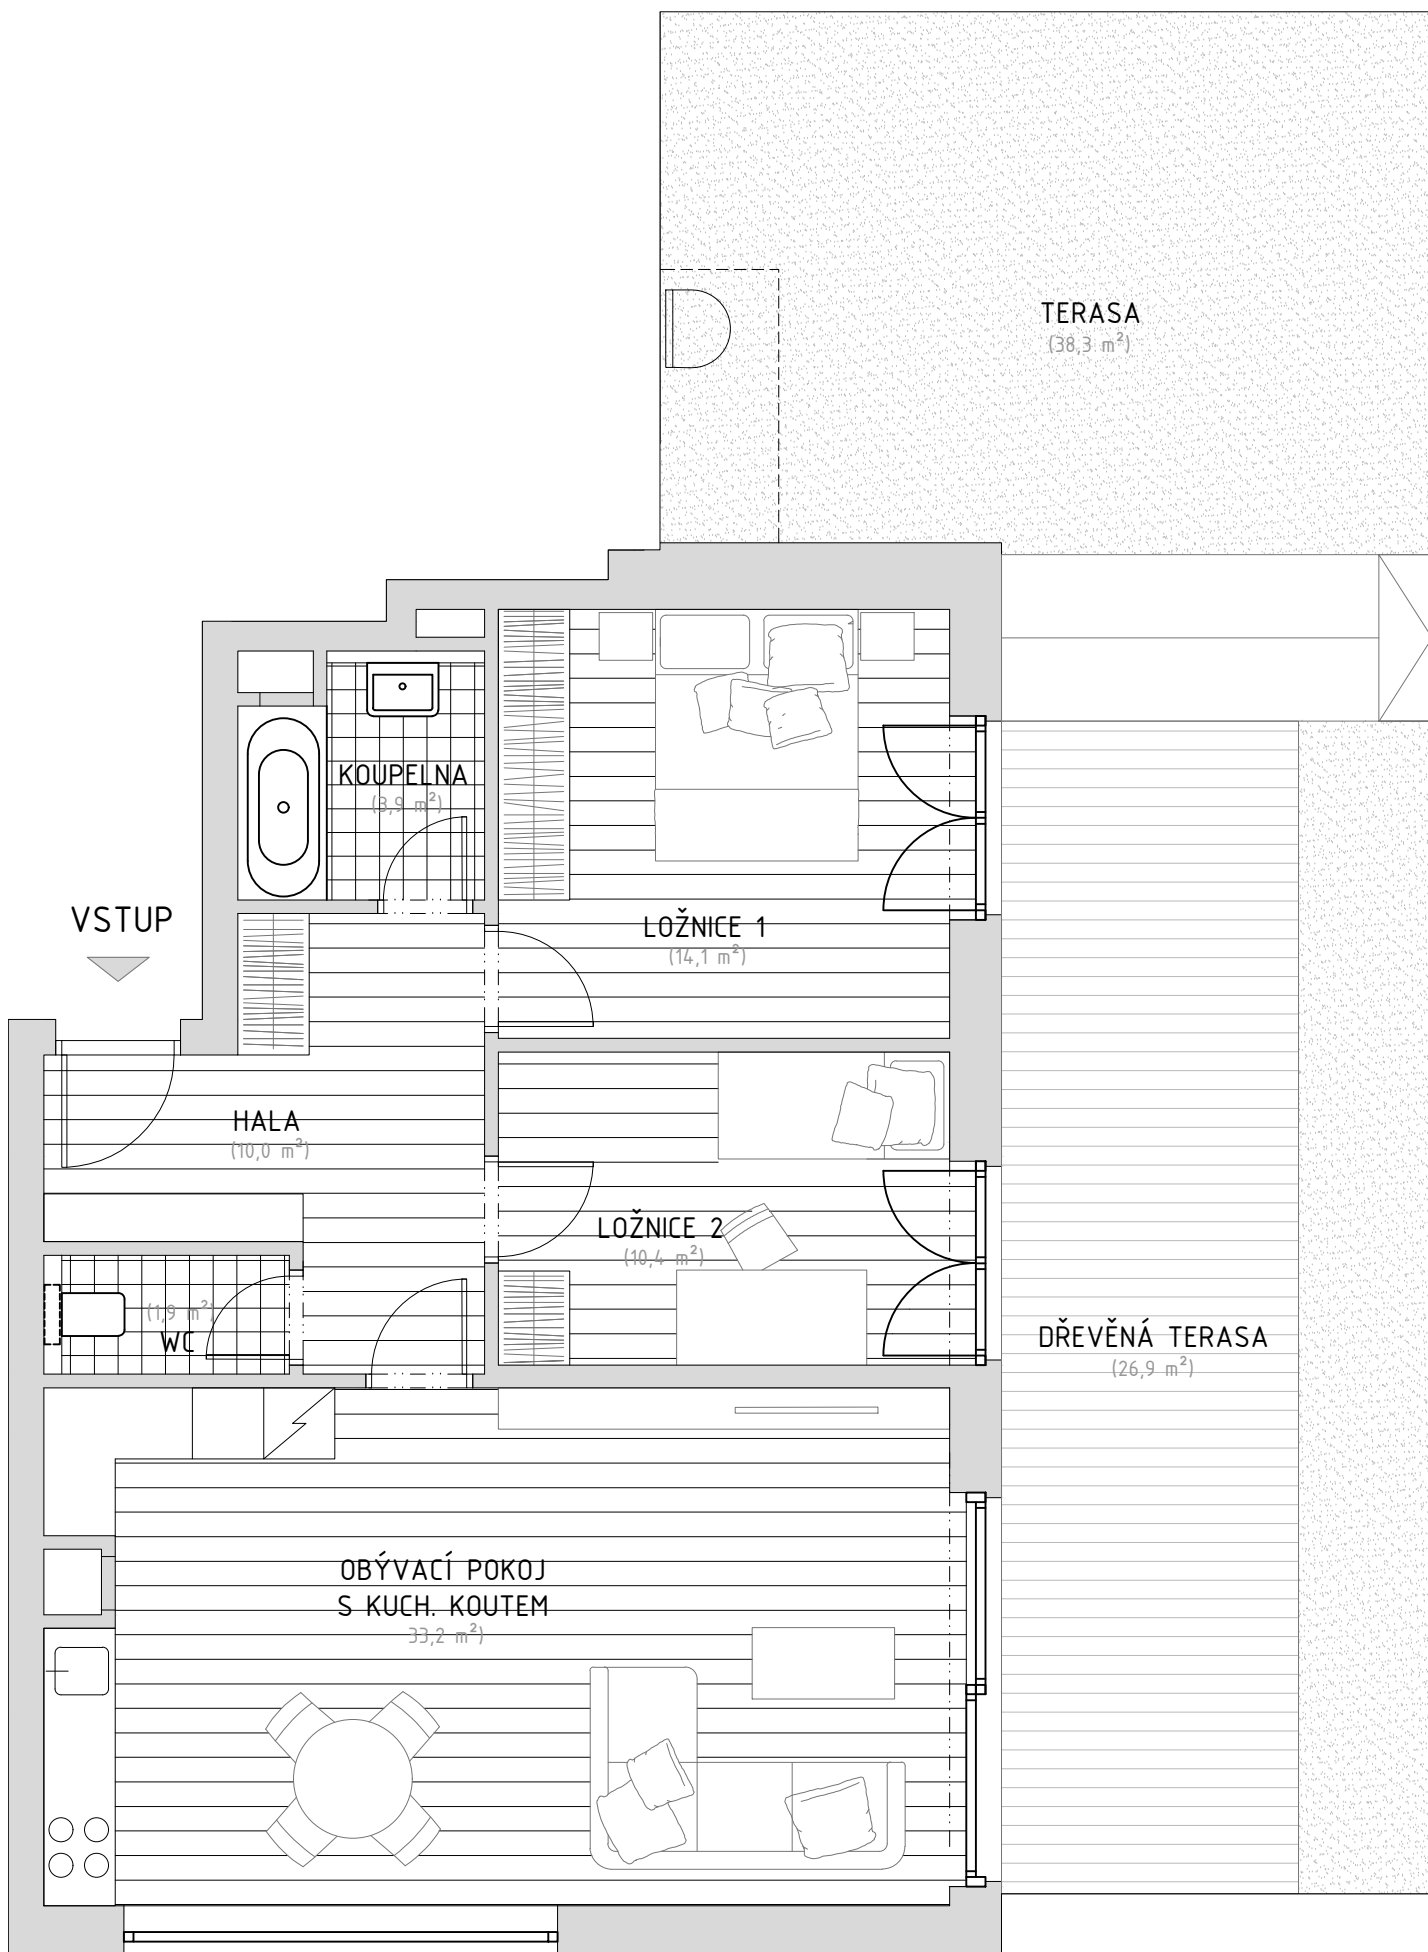 TERASA
(38,3 m²)
KOUPELNA
(3,9 m²)
VSTUP
LOŽNICE 1
(14,1 m²)
HALA
(10,0 m²)
LOŽNICE 2
(10,4 m²)
(1,9 m²)
WC
DŘEVĚNÁ TERASA
(26,9 m²)
OBÝVACÍ POKOJ
S KUCH. KOUTEM
33,2 m²)